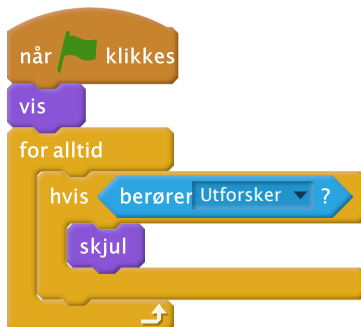 når klikkes
vis
for alltid
hvis berører Utforsker ?
skjul